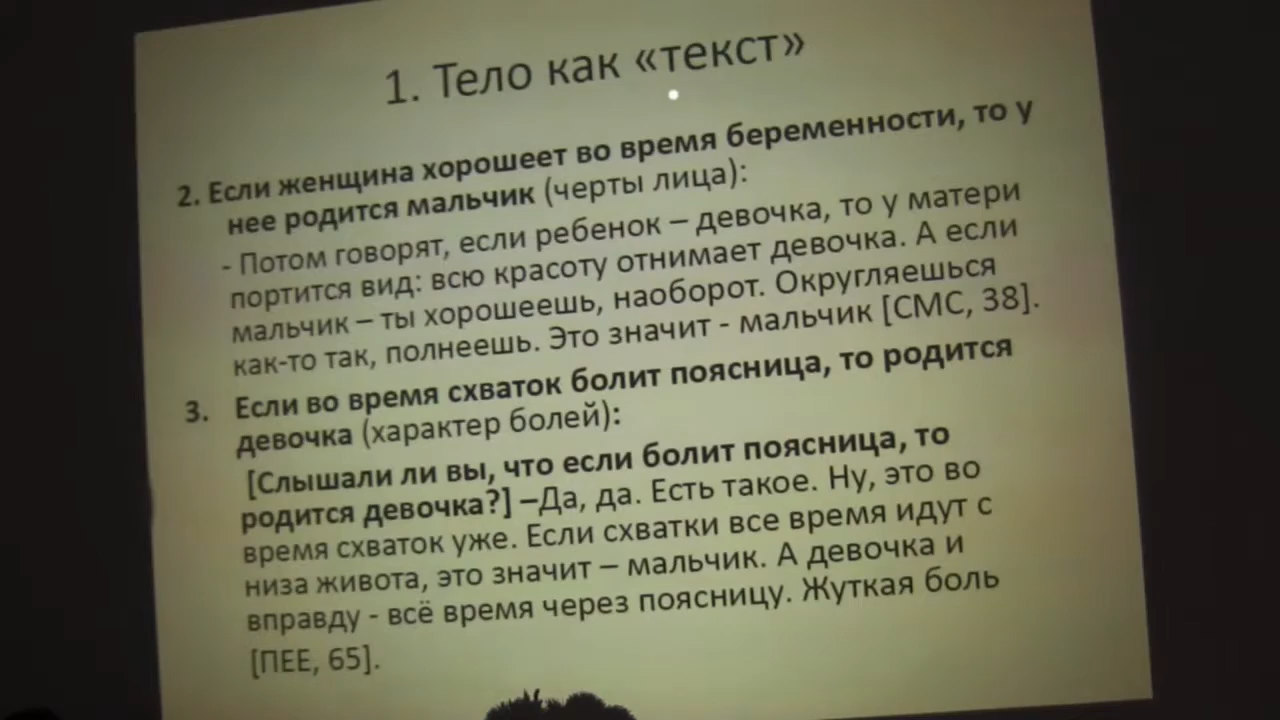 1. Тело как «текст»
2. Если женщина хорошеет во время беременности, то у
нее родится мальчик (черты лица):
- Потом говорят, если ребенок – девочка, то у матери
портится вид: всю красоту отнимает девочка. А если
мальчик – ты хорошеешь, наоборот. Округляешься
как-то так, полнеешь. Это значит - мальчик [СМС, 38].
3. Если во время схваток болит поясница, то родится
девочка (характер болей):
[Слышали ли вы, что если болит поясница, то
родится девочка?] –Да, да. Есть такое. Ну, это во
время схваток уже. Если схватки все время идут с
низа живота, это значит – мальчик. А девочка и
вправду - всё время через поясницу. Жуткая боль
[ПЕЕ, 65].